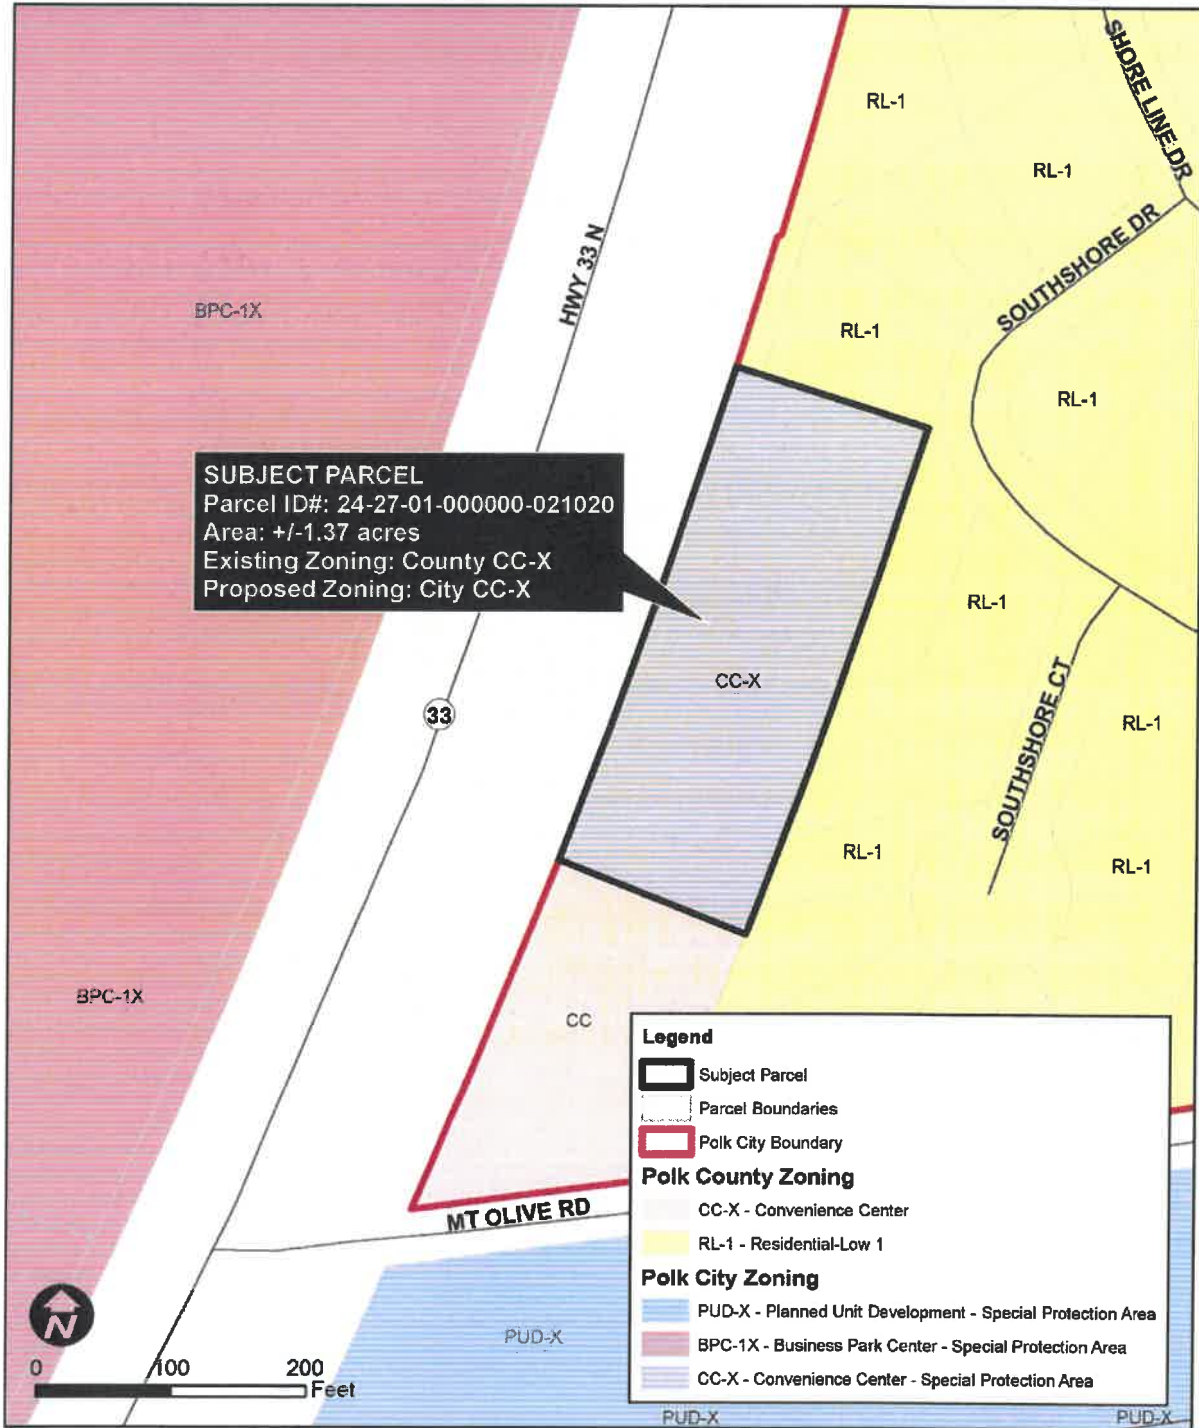 SHORE LINE DR
RL-1
RL-1
SOUTHSHORE DR
HWY 33 N
BPC-1X
RL-1
RL-1
SUBJECT PARCEL
Parcel ID#: 24-27-01-000000-021020
Area: +/-1.37 acres
Existing Zoning: County CC-X
Proposed Zoning: City CC-X
RL-1
CC-X
33
SOUTHSHORE CT
RL-1
RL-1
RL-1
BPC-1X
CC
Legend
Subject Parcel
Parcel Boundaries
Polk City Boundary
Polk County Zoning
CC-X - Convenience Center
RL-1 - Residential-Low 1
Polk City Zoning
PUD-X - Planned Unit Development - Special Protection Area
BPC-1X - Business Park Center - Special Protection Area
CC-X - Convenience Center - Special Protection Area
MT OLIVE RD
N
PUD-X
0 100 200
Feet
PUD-X
PUD-X